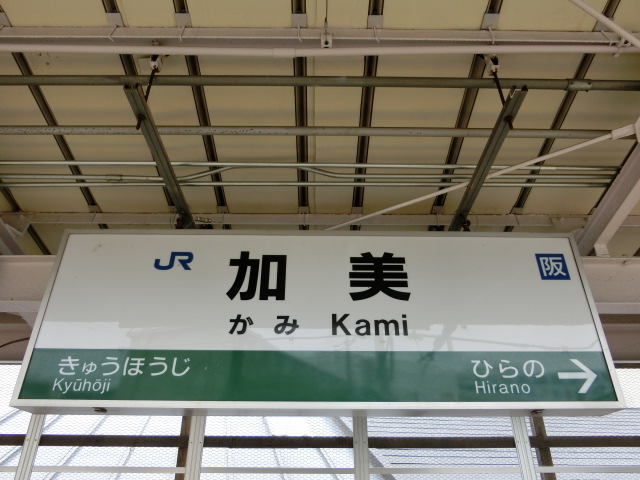 JR
加美
阪
かみ Kami
きゅうほうじ
Kyūhōji
ひらの
Hirano